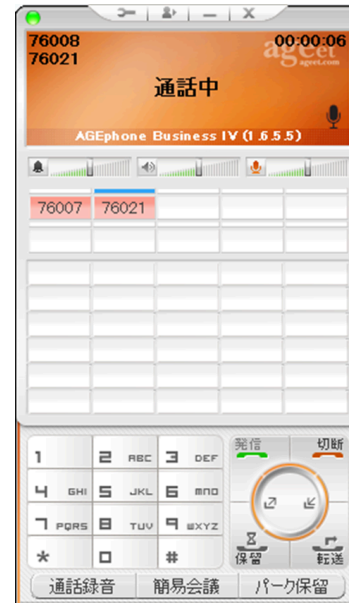 76008 00:00:06
76021
ageet
ageet.com
通話中
AGEphone Business IV (1.6.5.5)
76007 76021
発信 切断
1 2 ABC 3 DEF
4 GHI 5 JKL 6 MNO
7 PQRS 8 TUV 9 WXYZ
* 0 #
保留 転送
通話録音 簡易会議 パーク保留